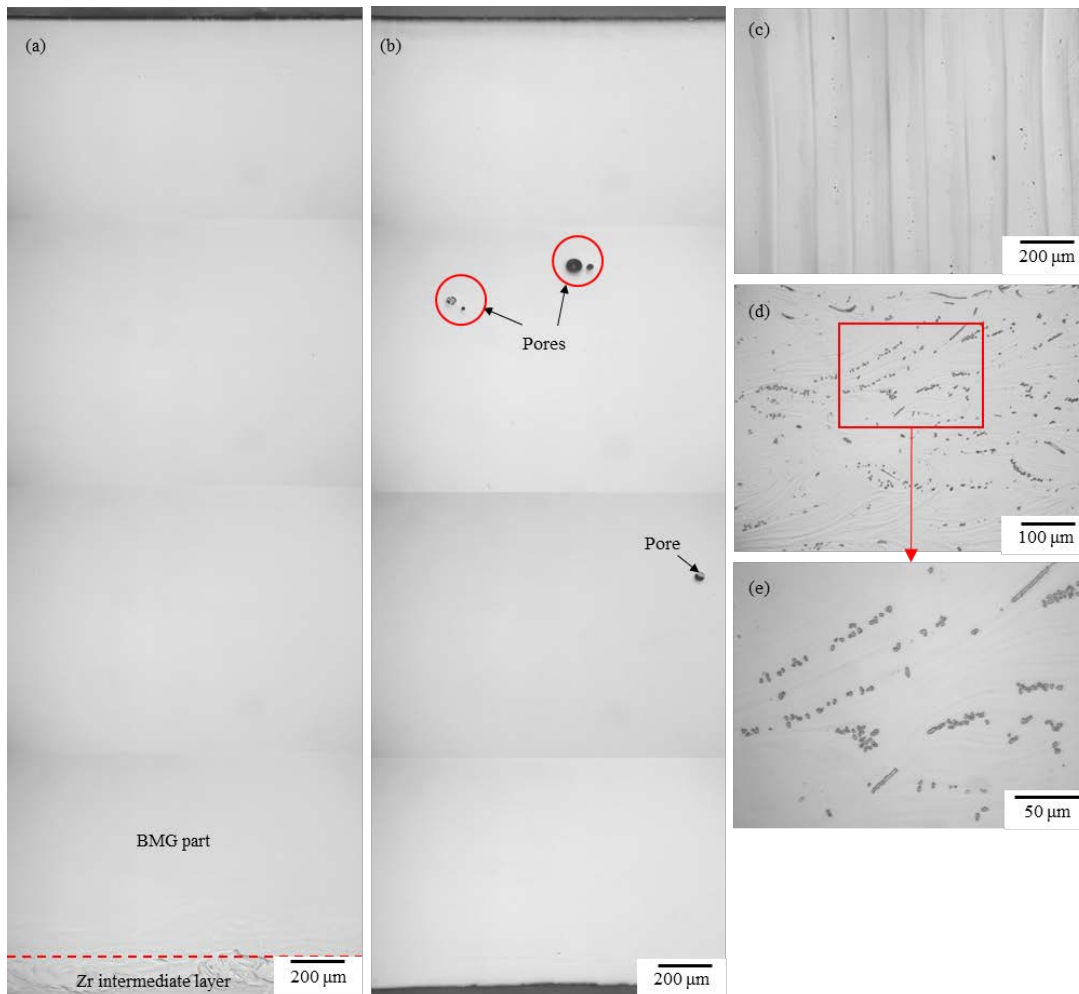 (a)
BMG part
Zr intermediate layer
200 μm
(b)
Pores
Pore
200 μm
(c)
200 μm
(d)
100 μm
(e)
50 μm